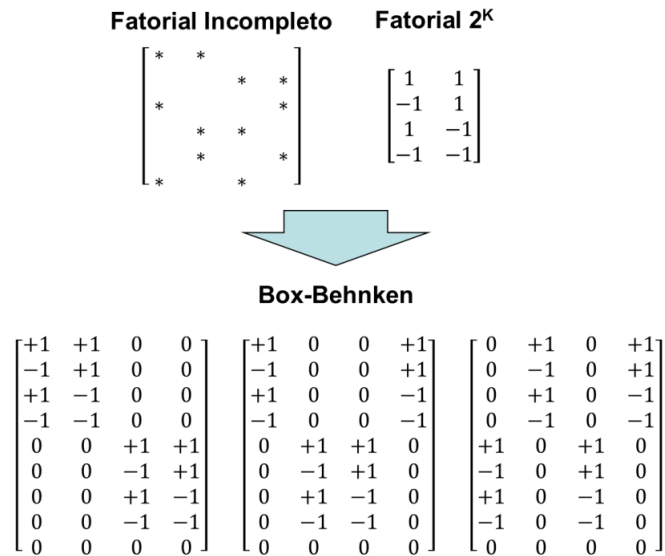 Fatorial Incompleto Fatorial 2ᴷ
* *
* *
* *
* *
* *
* *
1 1
−1 1
1 −1
−1 −1
Box-Behnken
+1 +1 0 0
−1 +1 0 0
+1 −1 0 0
−1 −1 0 0
0 0 +1 +1
0 0 −1 +1
0 0 +1 −1
0 0 −1 −1
0 0 0 0
+1 0 0 +1
−1 0 0 +1
+1 0 0 −1
−1 0 0 −1
0 +1 +1 0
0 −1 +1 0
0 +1 −1 0
0 −1 −1 0
0 0 0 0
0 +1 0 +1
0 −1 0 +1
0 +1 0 −1
0 −1 0 −1
+1 0 +1 0
−1 0 +1 0
+1 0 −1 0
−1 0 −1 0
0 0 0 0